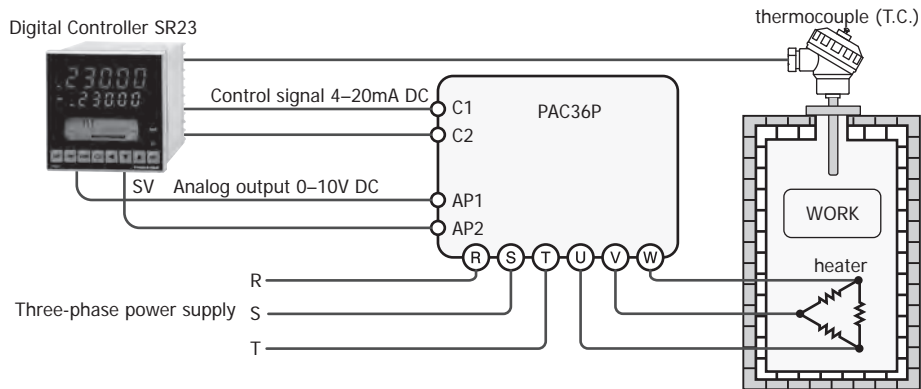 Digital Controller SR23
thermocouple (T.C.)
23000
23000
Control signal 4–20mA DC
C1
C2
PAC36P
SV Analog output 0–10V DC
AP1
AP2
WORK
R S T U V W
heater
R
Three-phase power supply S
T